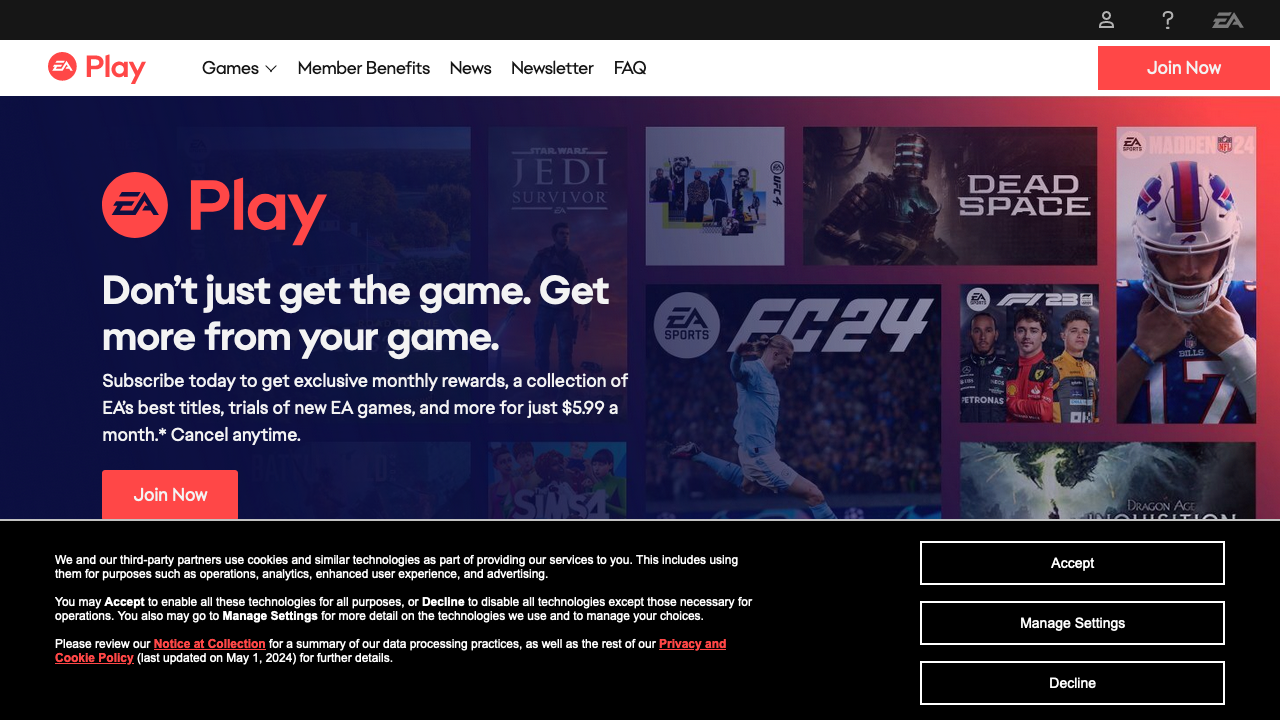 EA
EA Play
Games
Member Benefits
News
Newsletter
FAQ
Join Now
EA Play
Don't just get the game. Get
more from your game.
Subscribe today to get exclusive monthly rewards, a collection of
EA's best titles, trials of new EA games, and more for just $5.99 a
month.* Cancel anytime.
Join Now
STAR WARS
JEDI
SURVIVOR
EA
EA SPORTS
UFC 4
DEAD
SPACE
EA SPORTS
MADDEN NFL 24
BILLS
17
EA SPORTS
FC24
EA SPORTS
F1 23
PETRONAS
SIMS4
DRAGON AGE
INQUISITION
We and our third-party partners use cookies and similar technologies as part of providing our services to you. This includes using
them for purposes such as operations, analytics, enhanced user experience, and advertising.
You may Accept to enable all these technologies for all purposes, or Decline to disable all technologies except those necessary for
operations. You also may go to Manage Settings for more detail on the technologies we use and to manage your choices.
Please review our Notice at Collection for a summary of our data processing practices, as well as the rest of our Privacy and
Cookie Policy (last updated on May 1, 2024) for further details.
Accept
Manage Settings
Decline